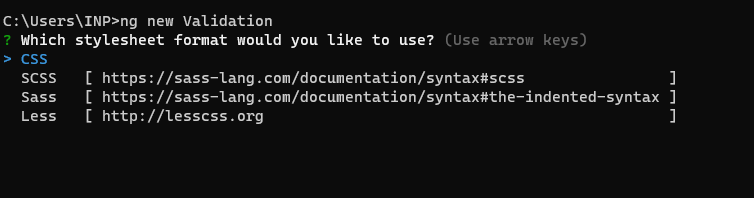 C:\Users\INP>ng new Validation
? Which stylesheet format would you like to use? (Use arrow keys)
> CSS
  SCSS   [ https://sass-lang.com/documentation/syntax#scss                ]
  Sass   [ https://sass-lang.com/documentation/syntax#the-indented-syntax ]
  Less   [ http://lesscss.org                                             ]